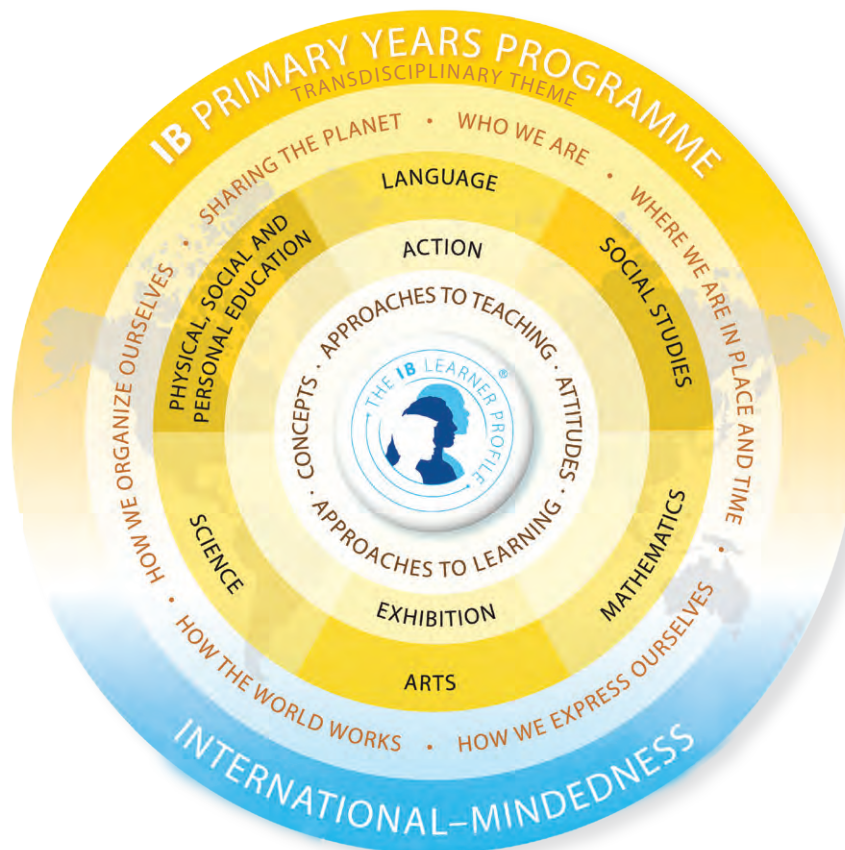 IB PRIMARY YEARS PROGRAMME
TRANSDISCIPLINARY THEME
SHARING THE PLANET • WHO WE ARE • WHERE WE ARE IN PLACE AND TIME • HOW WE EXPRESS OURSELVES • HOW THE WORLD WORKS • HOW WE ORGANIZE OURSELVES •
LANGUAGE
SOCIAL STUDIES
MATHEMATICS
ARTS
SCIENCE
PHYSICAL, SOCIAL AND
PERSONAL EDUCATION
ACTION
EXHIBITION
APPROACHES TO TEACHING · ATTITUDES · APPROACHES TO LEARNING · CONCEPTS ·
• THE IB LEARNER PROFILE • ®
INTERNATIONAL–MINDEDNESS